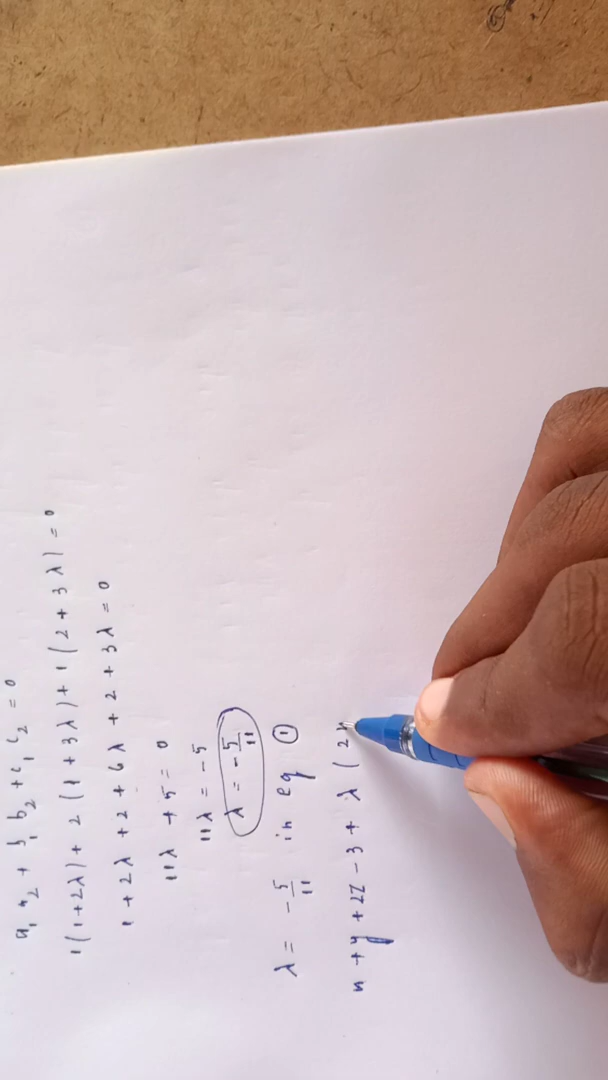 a₁ a₂ + b₁ b₂ + c₁ c₂ = 0
1(1+2λ) + 2(1+3λ) + 1(2+3λ) = 0
1 + 2λ + 2 + 6λ + 2 + 3λ = 0
11λ + 5 = 0
11λ = -5
λ = -5/11
λ = -5/11 in eq ①
x + y + 2z - 3 + λ (2